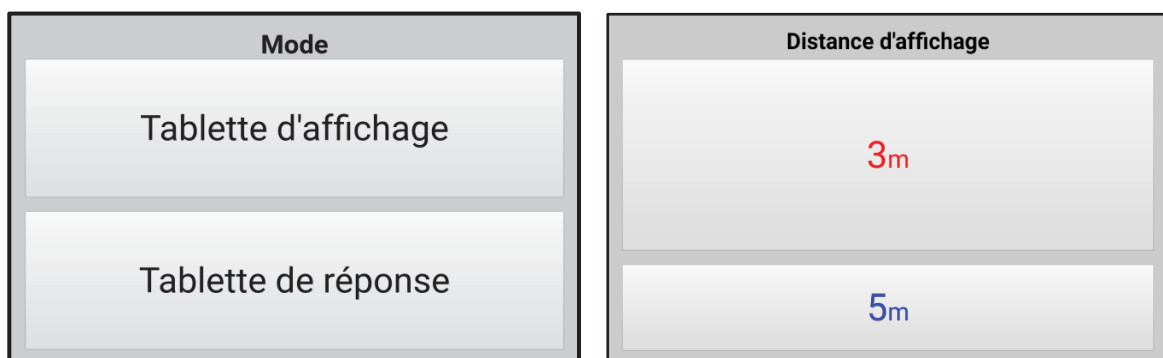 Mode
Tablette d'affichage
Tablette de réponse
Distance d'affichage
3m
5m